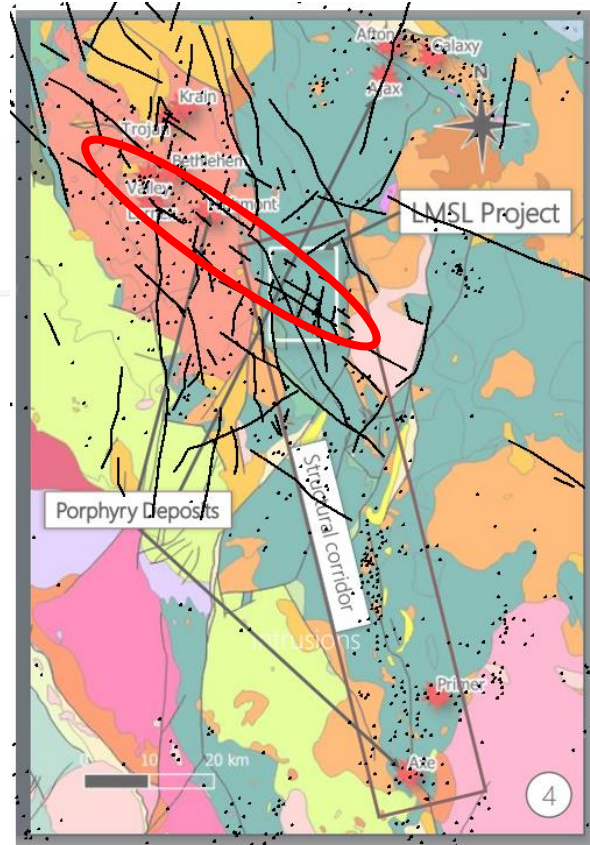 Afton
Galaxy
Ajax
N
Krain
Trojan
Bethlehem
Valley
LMSL Project
Structural corridor
Porphyry Deposits
Intrusions
Primer
Axe
0 10 20 km
4